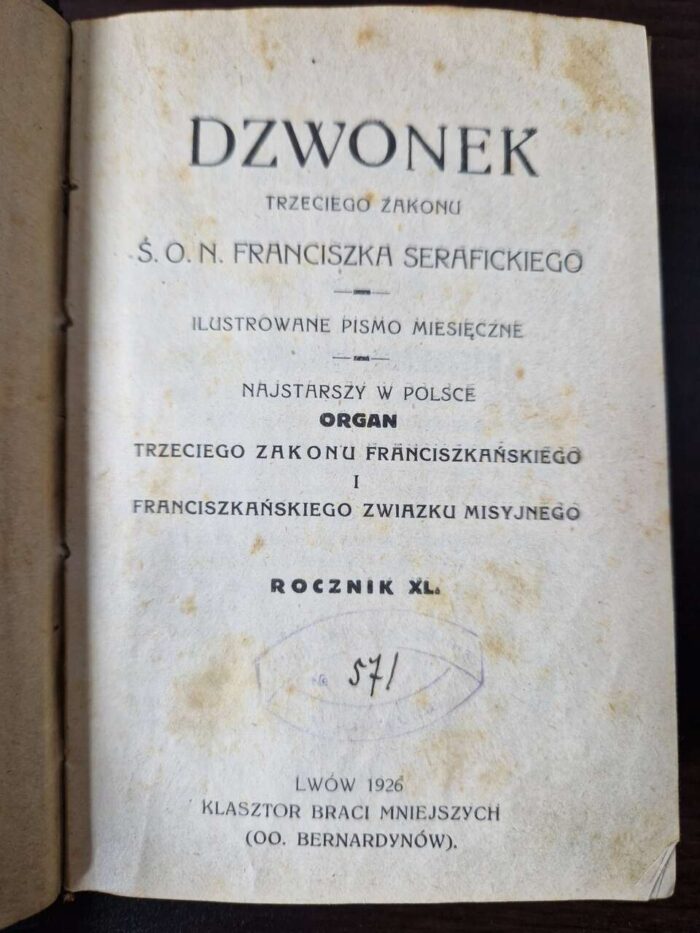 DZWONEK
TRZECIEGO ZAKONU
Ś. O. N. FRANCISZKA SERAFICKIEGO
ILUSTROWANE PISMO MIESIĘCZNE
NAJSTARSZY W POLSCE
ORGAN
TRZECIEGO ZAKONU FRANCISZKAŃSKIEGO
I
FRANCISZKAŃSKIEGO ZWIAZKU MISYJNEGO
ROCZNIK XL.
571
LWÓW 1926
KLASZTOR BRACI MNIEJSZYCH
(OO. BERNARDYNÓW).